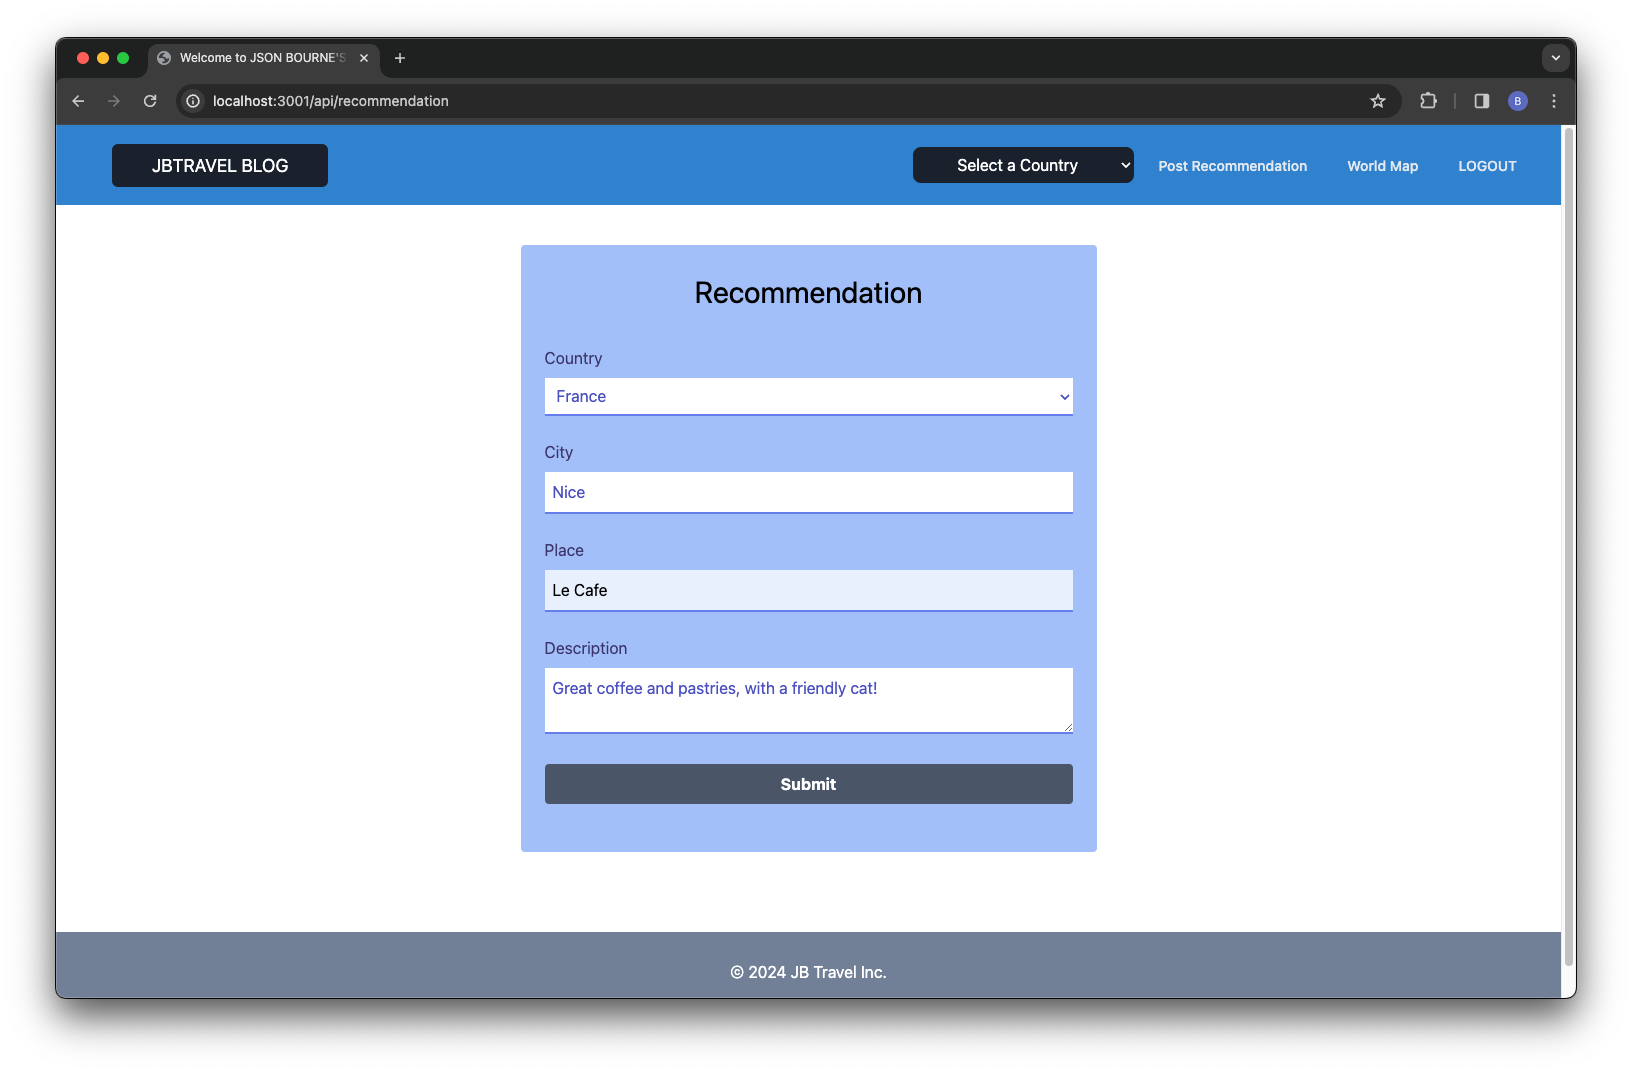 Welcome to JSON BOURNE'S
localhost:3001/api/recommendation
B
JBTRAVEL BLOG
Select a Country
Post Recommendation
World Map
LOGOUT
Recommendation
Country
France
City
Nice
Place
Le Cafe
Description
Great coffee and pastries, with a friendly cat!
Submit
© 2024 JB Travel Inc.